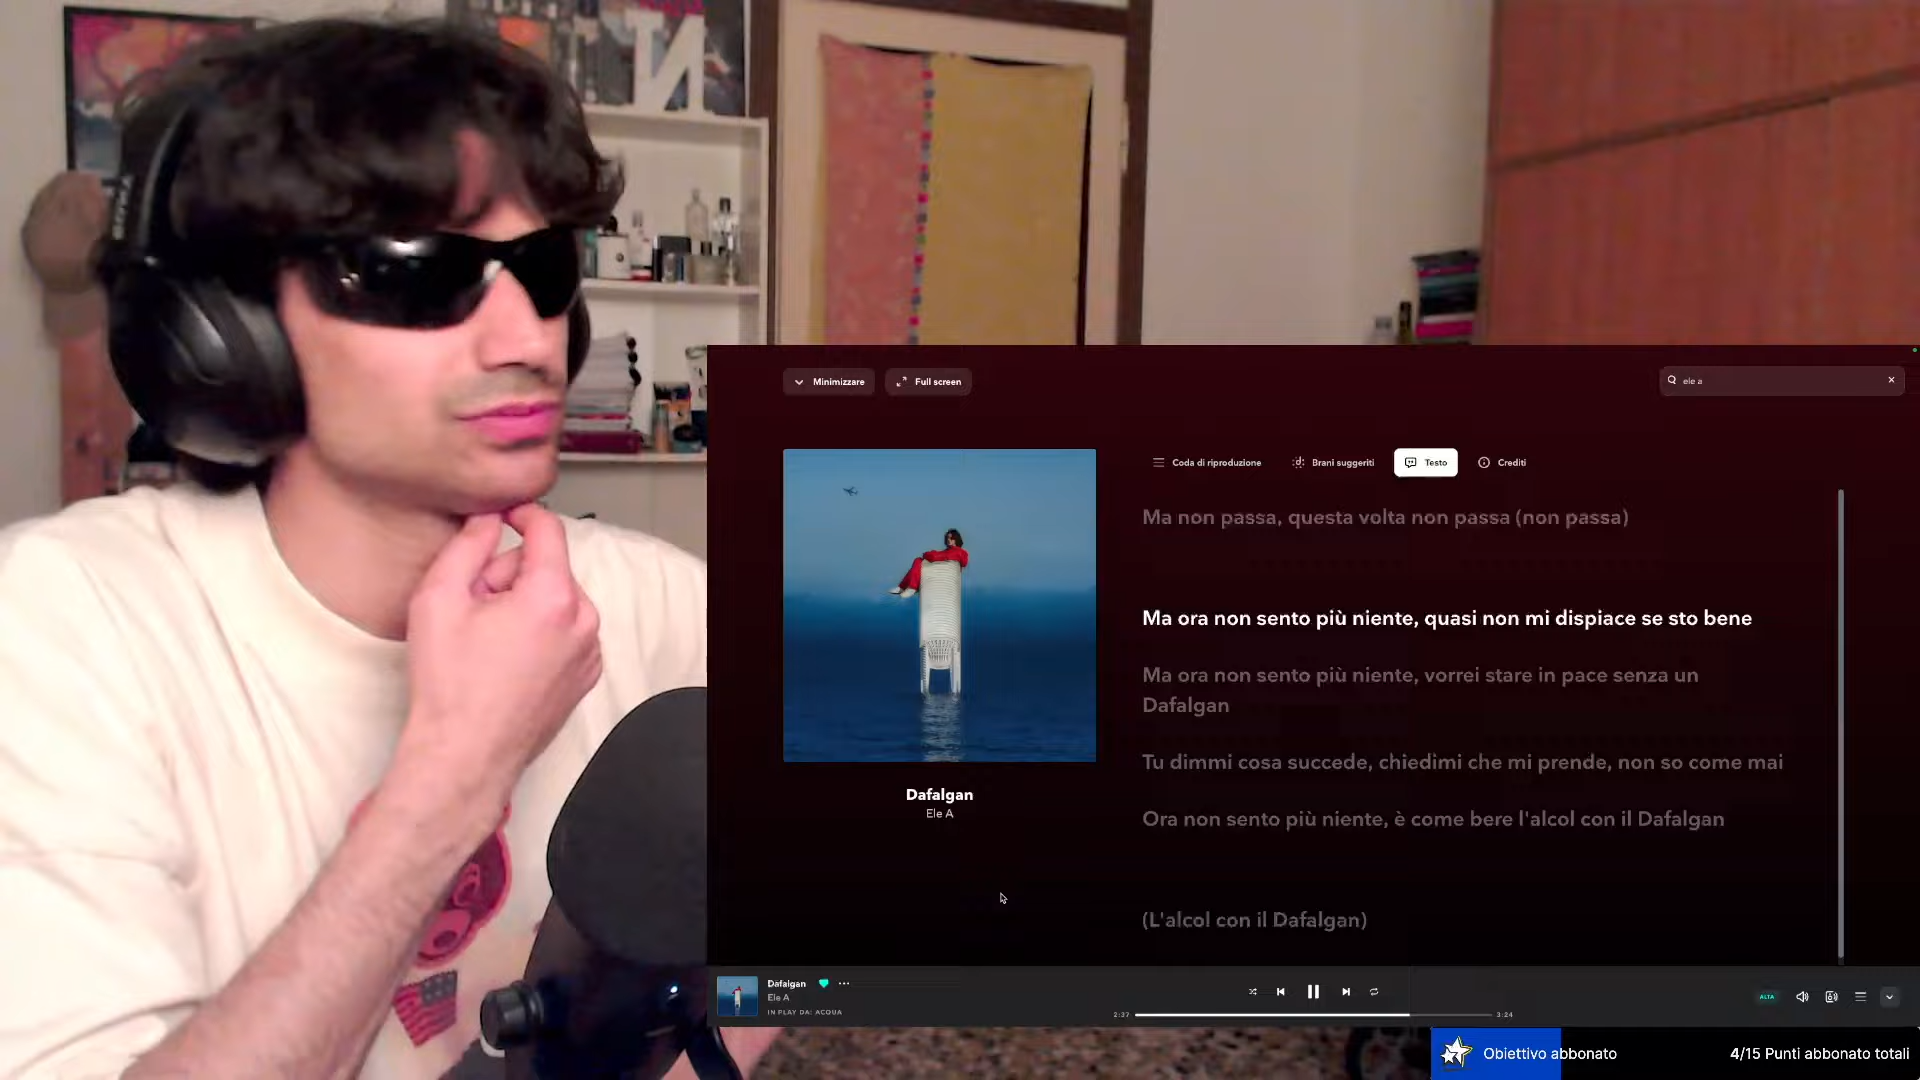 N
Minimizzare
Full screen
ele a
Coda di riproduzione
Brani suggeriti
Testo
Crediti
Ma non passa, questa volta non passa (non passa)
Ma ora non sento più niente, quasi non mi dispiace se sto bene
Ma ora non sento più niente, vorrei stare in pace senza un
Dafalgan
Tu dimmi cosa succede, chiedimi che mi prende, non so come mai
Ora non sento più niente, è come bere l'alcol con il Dafalgan
(L'alcol con il Dafalgan)
Dafalgan
Ele A
Dafalgan
Ele A
IN PLAY DA: ACQUA
2:37
3:24
ALTA
Obiettivo abbonato
4/15 Punti abbonato totali